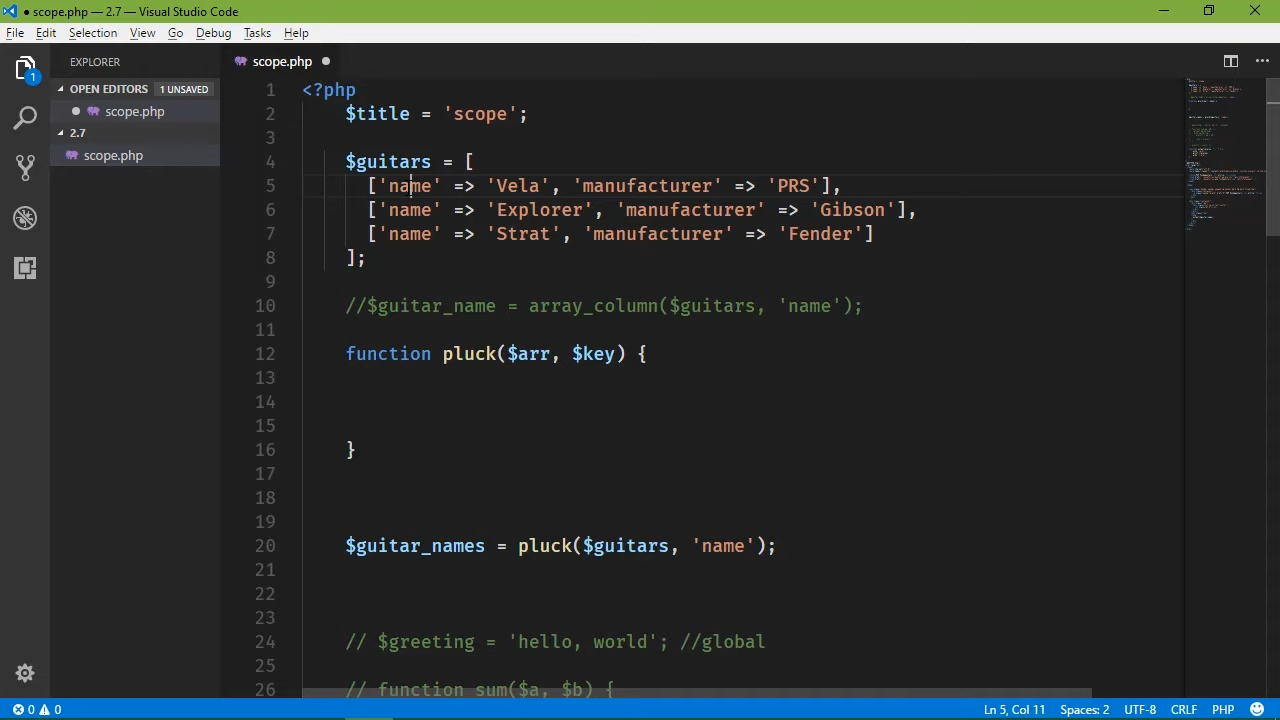 ● scope.php — 2.7 — Visual Studio Code
File Edit Selection View Go Debug Tasks Help
EXPLORER
OPEN EDITORS 1 UNSAVED
scope.php
2.7
scope.php
1
scope.php
1 <?php
2 $title = 'scope';
3
4 $guitars = [
5 ['name' => 'Vela', 'manufacturer' => 'PRS'],
6 ['name' => 'Explorer', 'manufacturer' => 'Gibson'],
7 ['name' => 'Strat', 'manufacturer' => 'Fender']
8 ];
9
10 //$guitar_name = array_column($guitars, 'name');
11
12 function pluck($arr, $key) {
13
14
15
16 }
17
18
19
20 $guitar_names = pluck($guitars, 'name');
21
22
23
24 // $greeting = 'hello, world'; //global
25
26 // function sum($a, $b) {
0 0 Ln 5, Col 11 Spaces: 2 UTF-8 CRLF PHP